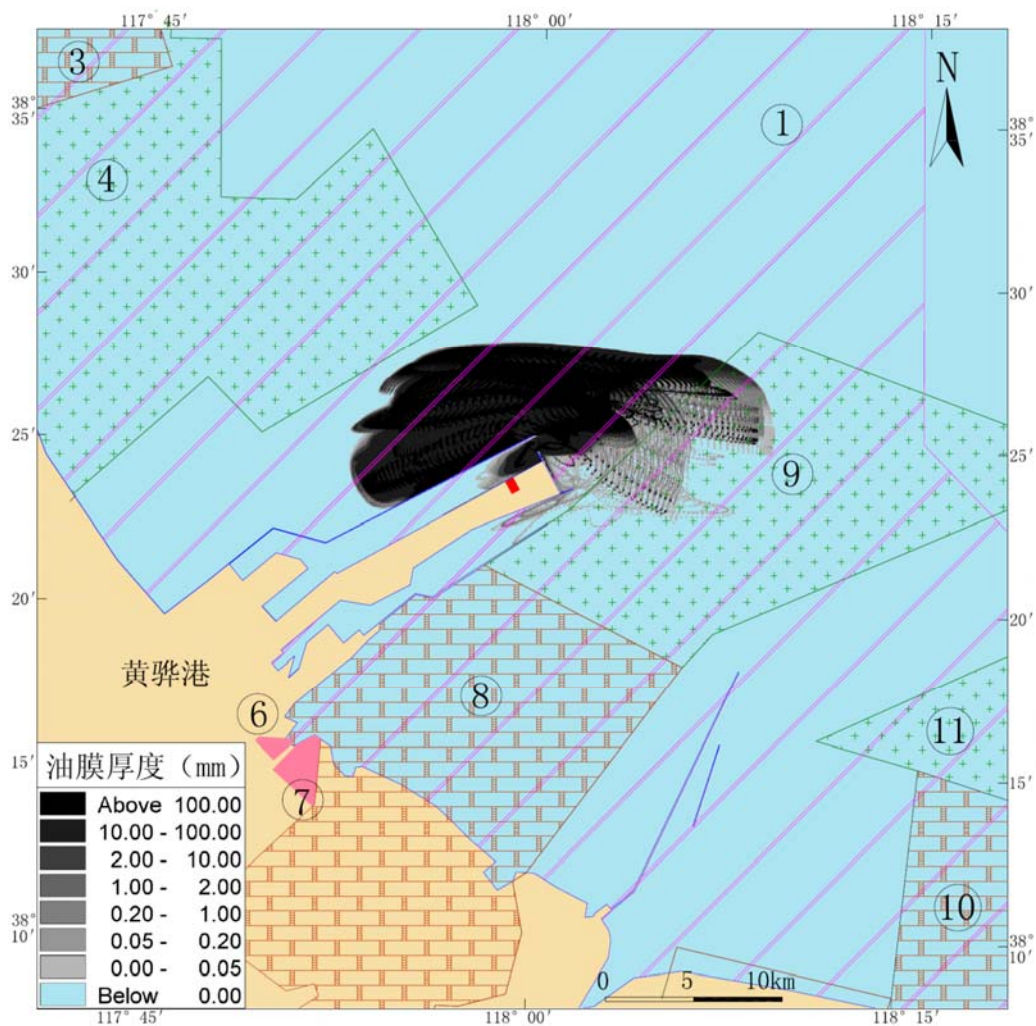 117° 45′ 118° 00′ 118° 15′
N
③
①
38° 35′
38° 35′
④
30′
30′
25′
25′
⑨
20′
20′
黄骅港
⑧
⑥
⑪
15′
15′
⑦
油膜厚度 (mm)
Above 100.00
10.00 - 100.00
2.00 - 10.00
1.00 - 2.00
0.20 - 1.00
0.05 - 0.20
0.00 - 0.05
Below 0.00
⑩
38° 10′
38° 10′
0 5 10km
117° 45′ 118° 00′ 118° 15′